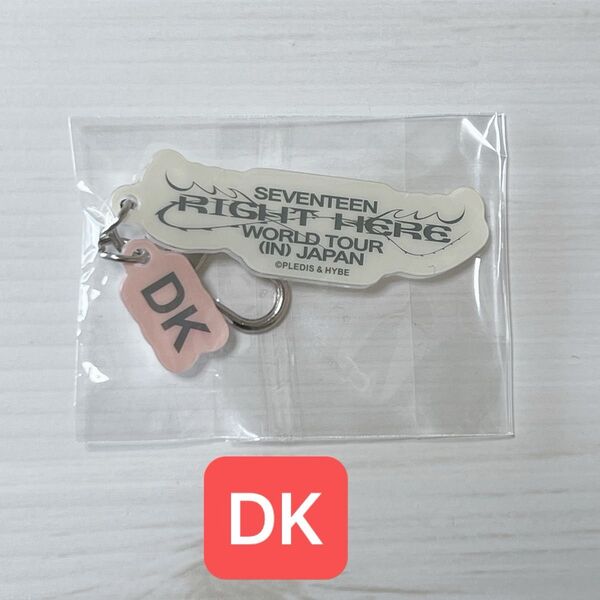 SEVENTEEN
RIGHT HERE
WORLD TOUR
(IN) JAPAN
©PLEDIS & HYBE
DK
DK